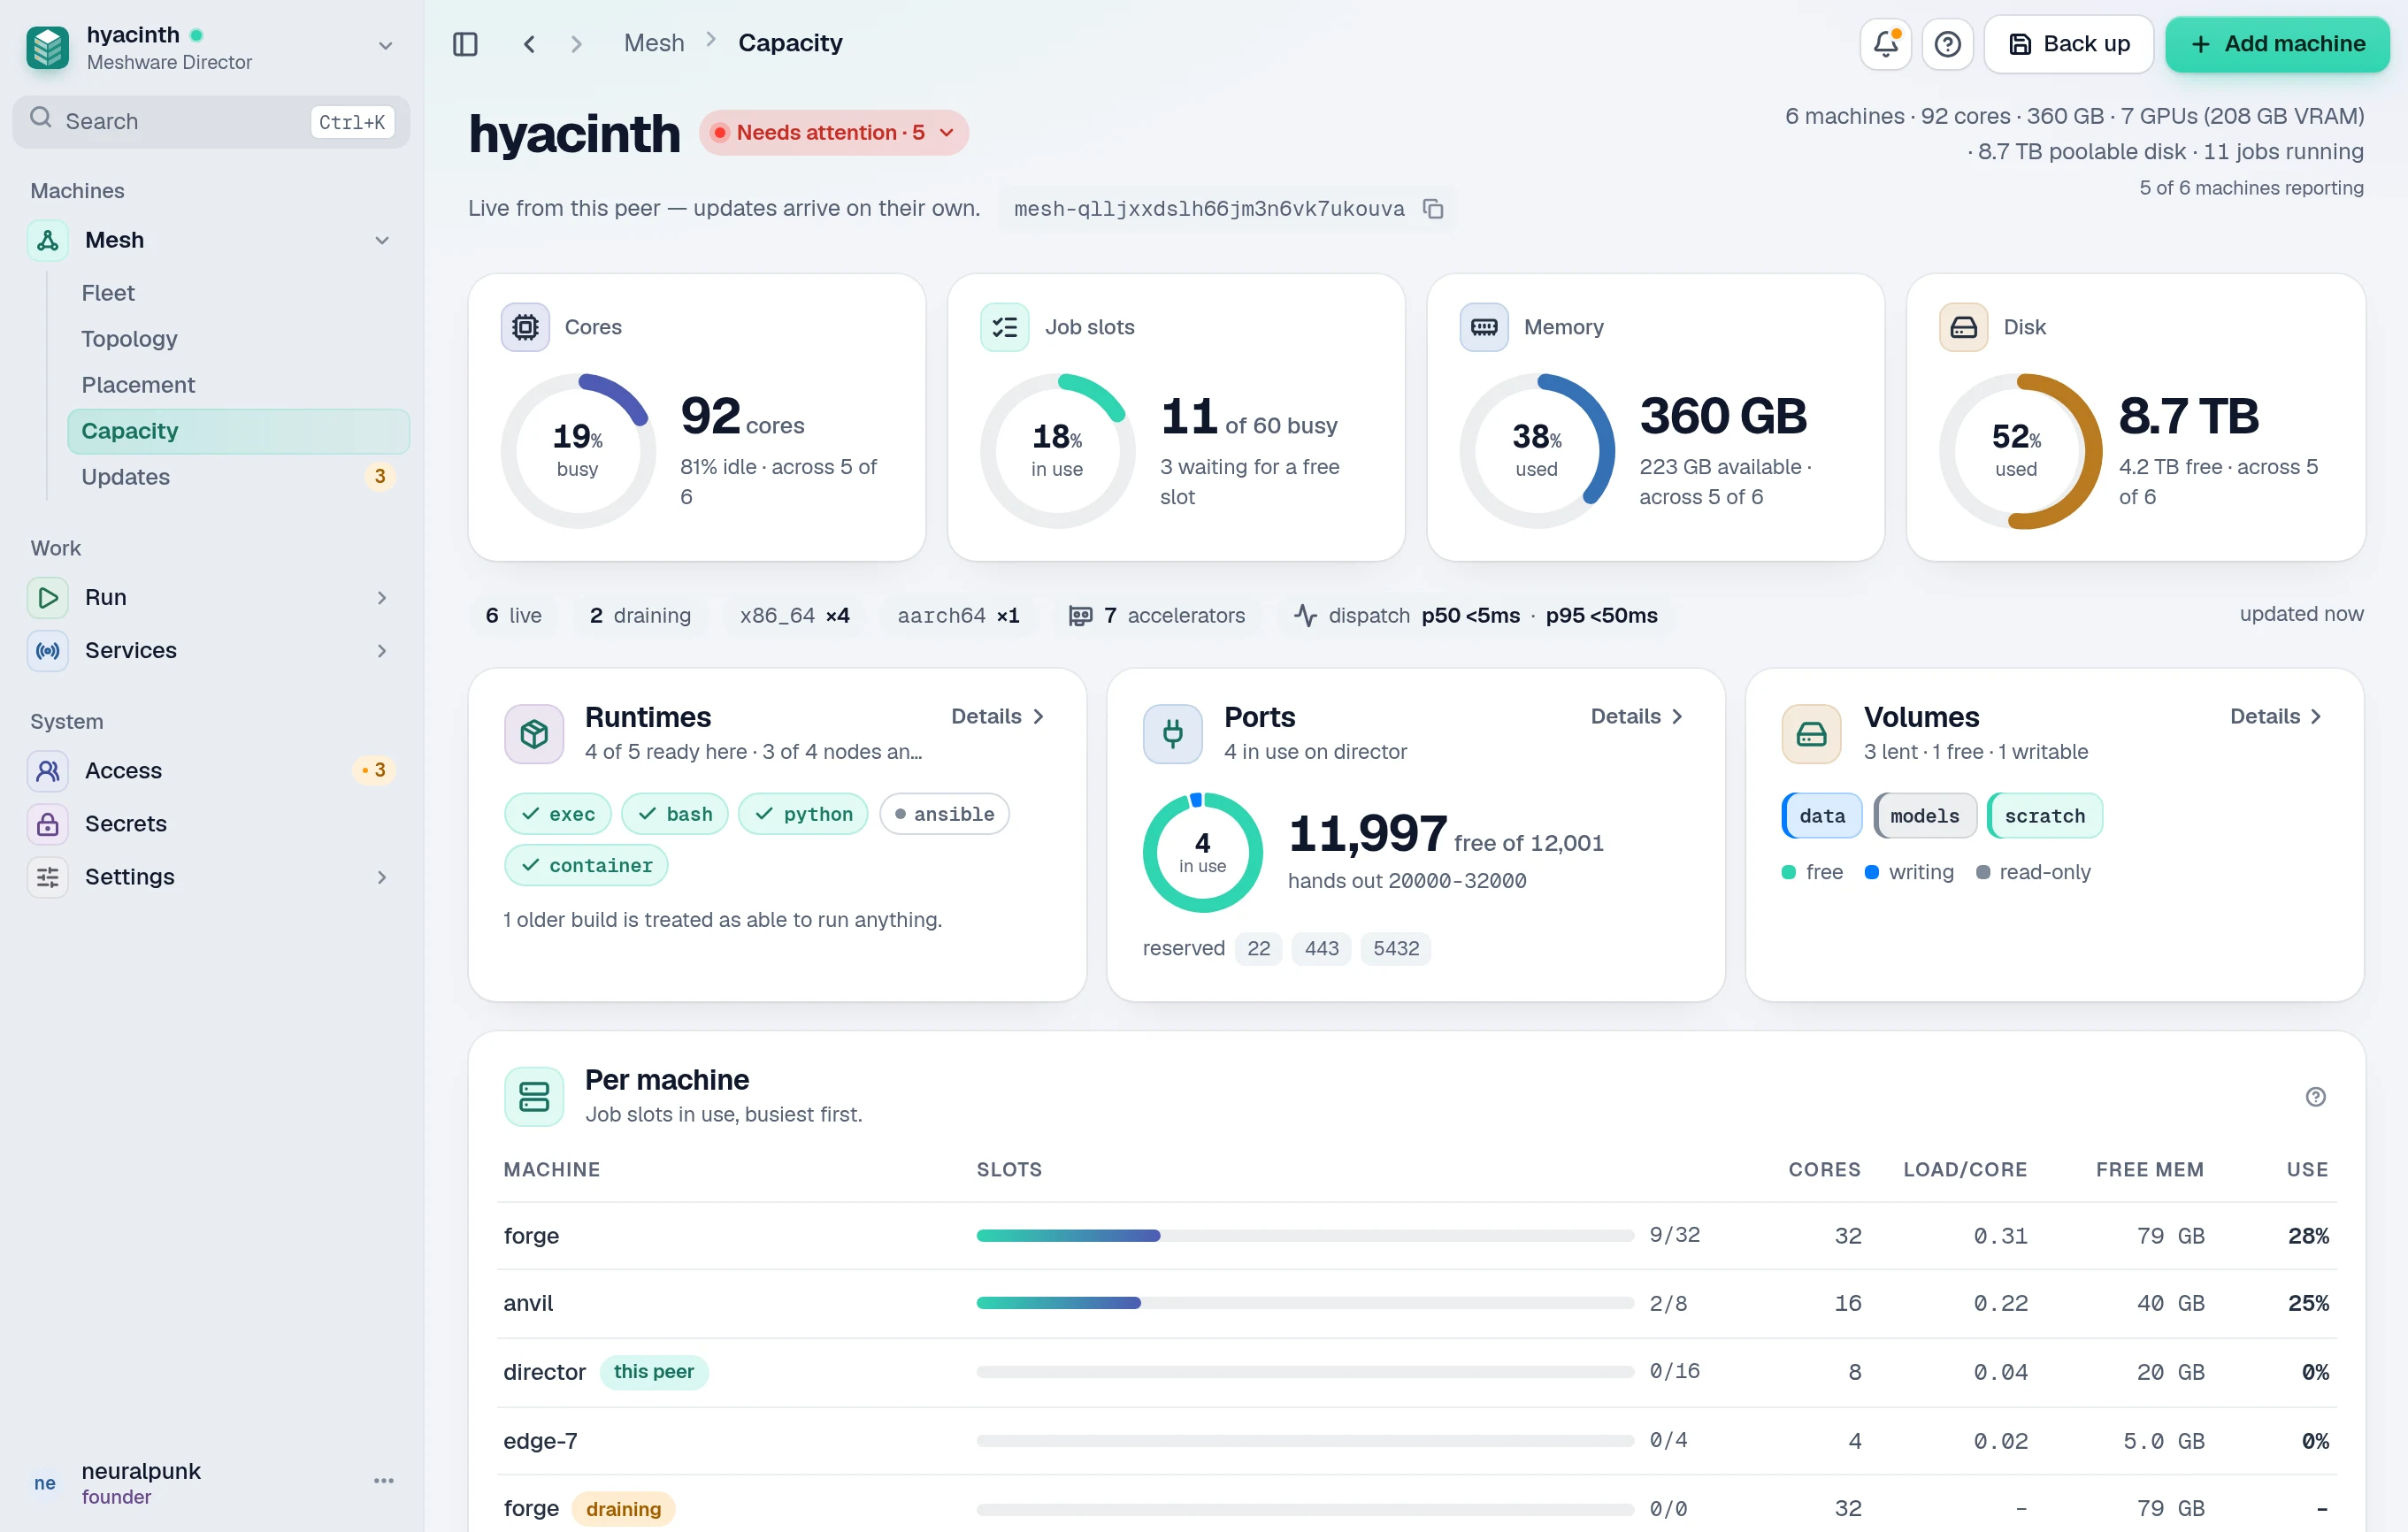 hyacinth
Meshware Director
Search Ctrl+K
Machines
Mesh
Fleet
Topology
Placement
Capacity
Updates 3
Work
Run
Services
System
Access 3
Secrets
Settings
ne
neuralpunk
founder
Mesh Capacity
Back up
Add machine
hyacinth
Needs attention · 5
6 machines · 92 cores · 360 GB · 7 GPUs (208 GB VRAM)
· 8.7 TB poolable disk · 11 jobs running
5 of 6 machines reporting
Live from this peer — updates arrive on their own. mesh-qlljxxdslh66jm3n6vk7ukouva
Cores
19%
busy
92 cores
81% idle · across 5 of
6
Job slots
18%
in use
11 of 60 busy
3 waiting for a free
slot
Memory
38%
used
360 GB
223 GB available ·
across 5 of 6
Disk
52%
used
8.7 TB
4.2 TB free · across 5
of 6
6 live 2 draining x86_64 ×4 aarch64 ×1 7 accelerators dispatch p50 <5ms · p95 <50ms updated now
Runtimes
Details
4 of 5 ready here · 3 of 4 nodes an…
exec bash python ansible
container
1 older build is treated as able to run anything.
Ports
Details
4 in use on director
4
in use
11,997 free of 12,001
hands out 20000-32000
reserved 22 443 5432
Volumes
Details
3 lent · 1 free · 1 writable
data models scratch
free writing read-only
Per machine
Job slots in use, busiest first.
MACHINE SLOTS CORES LOAD/CORE FREE MEM USE
forge 9/32 32 0.31 79 GB 28%
anvil 2/8 16 0.22 40 GB 25%
director this peer 0/16 8 0.04 20 GB 0%
edge-7 0/4 4 0.02 5.0 GB 0%
forge draining 0/0 32 – 79 GB –